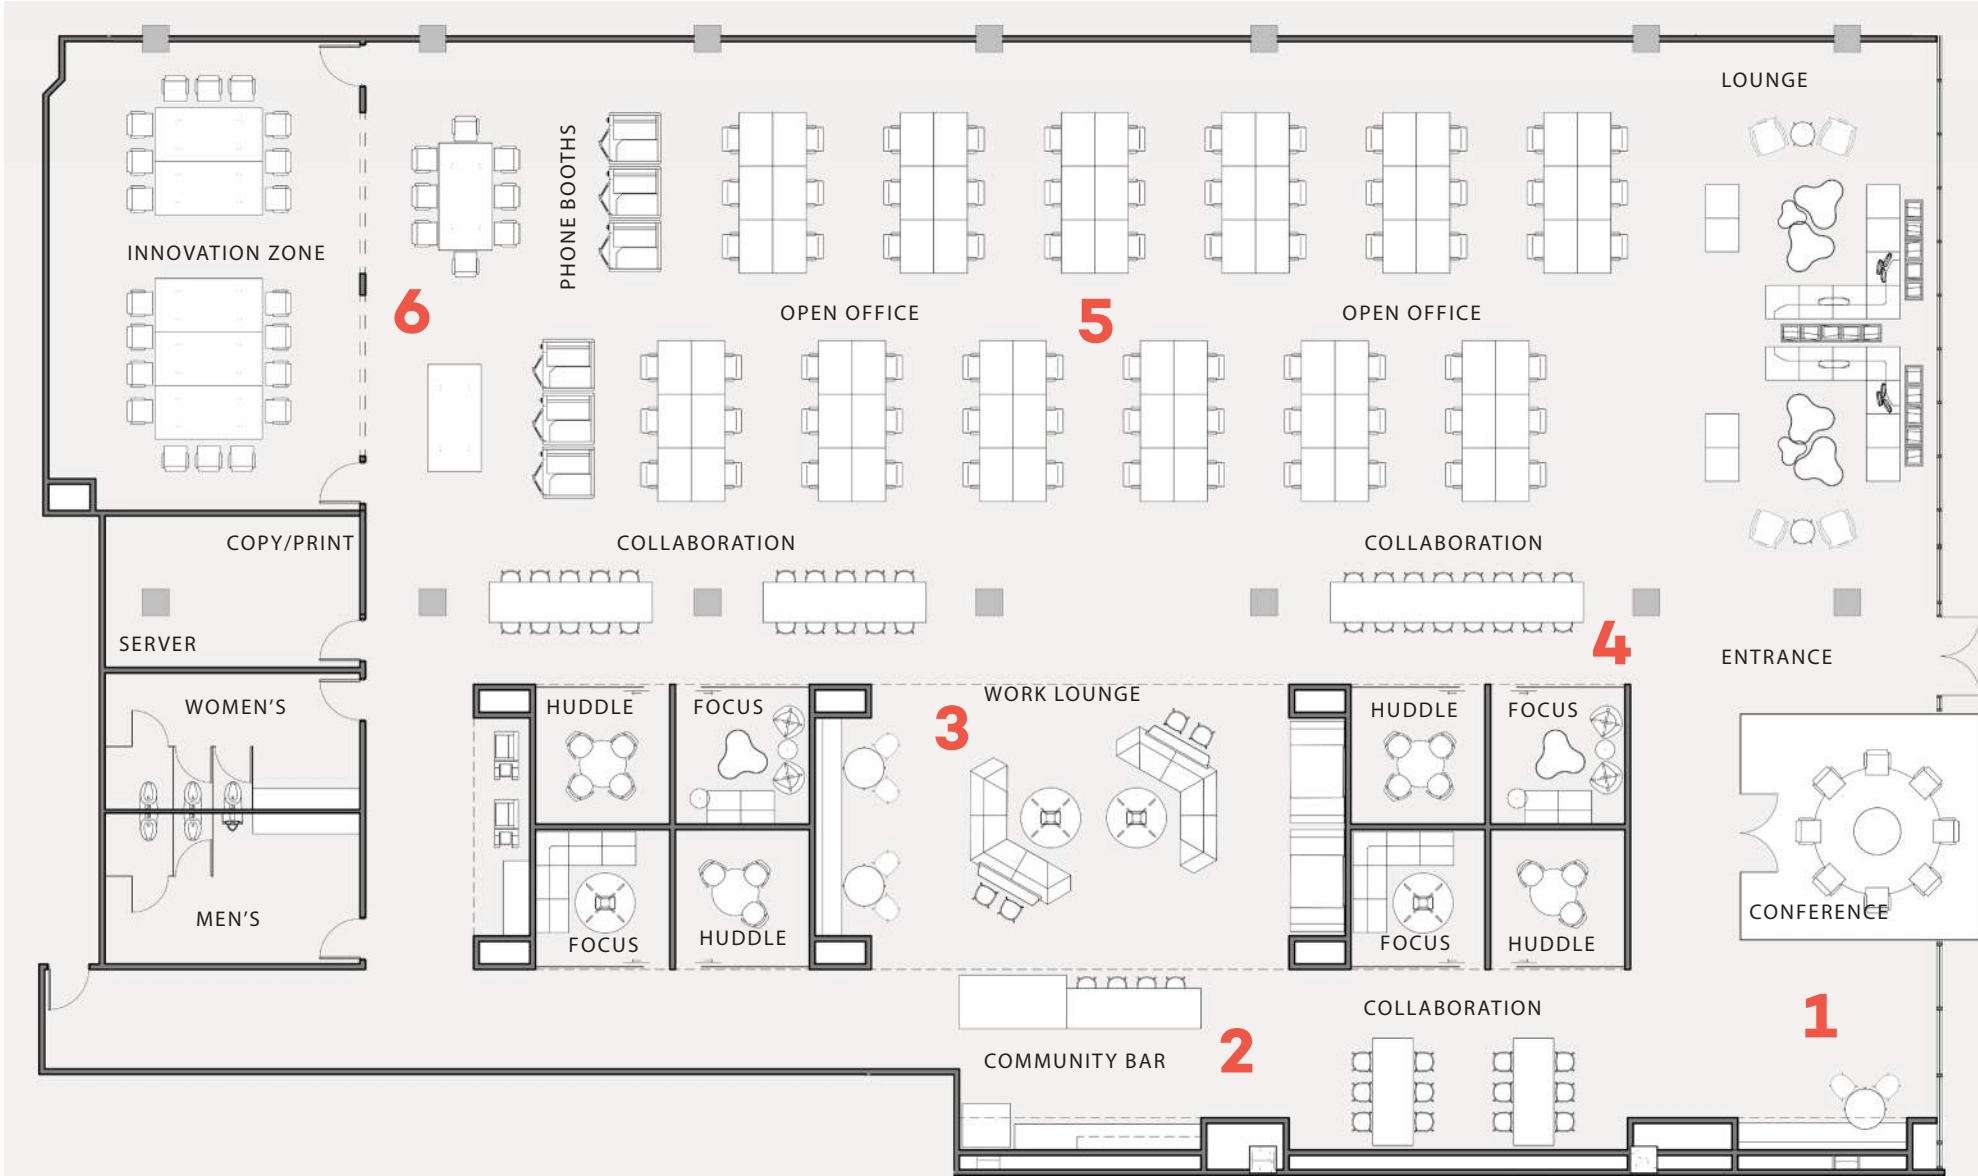 LOUNGE
PHONE BOOTHS
INNOVATION ZONE
6
OPEN OFFICE
5
OPEN OFFICE
COPY/PRINT
COLLABORATION
COLLABORATION
SERVER
4
ENTRANCE
WOMEN'S
HUDDLE
FOCUS
3
WORK LOUNGE
HUDDLE
FOCUS
MEN'S
FOCUS
HUDDLE
FOCUS
HUDDLE
CONFERENCE
COLLABORATION
1
COMMUNITY BAR
2